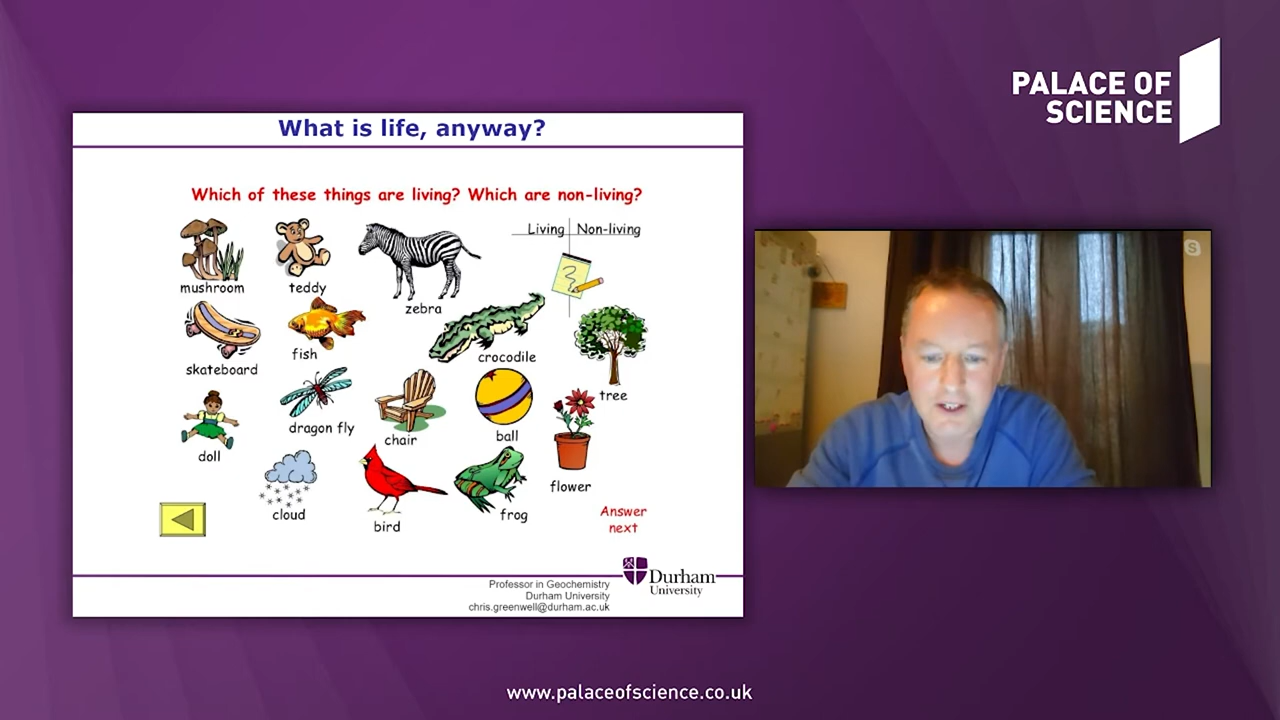 PALACE OF
SCIENCE
What is life, anyway?
Which of these things are living? Which are non-living?
Living Non-living
mushroom
teddy
zebra
skateboard
fish
crocodile
tree
doll
dragon fly
chair
ball
flower
cloud
bird
frog
Answer
next
Professor in Geochemistry
Durham University
chris.greenwell@durham.ac.uk
Durham
University
www.palaceofscience.co.uk